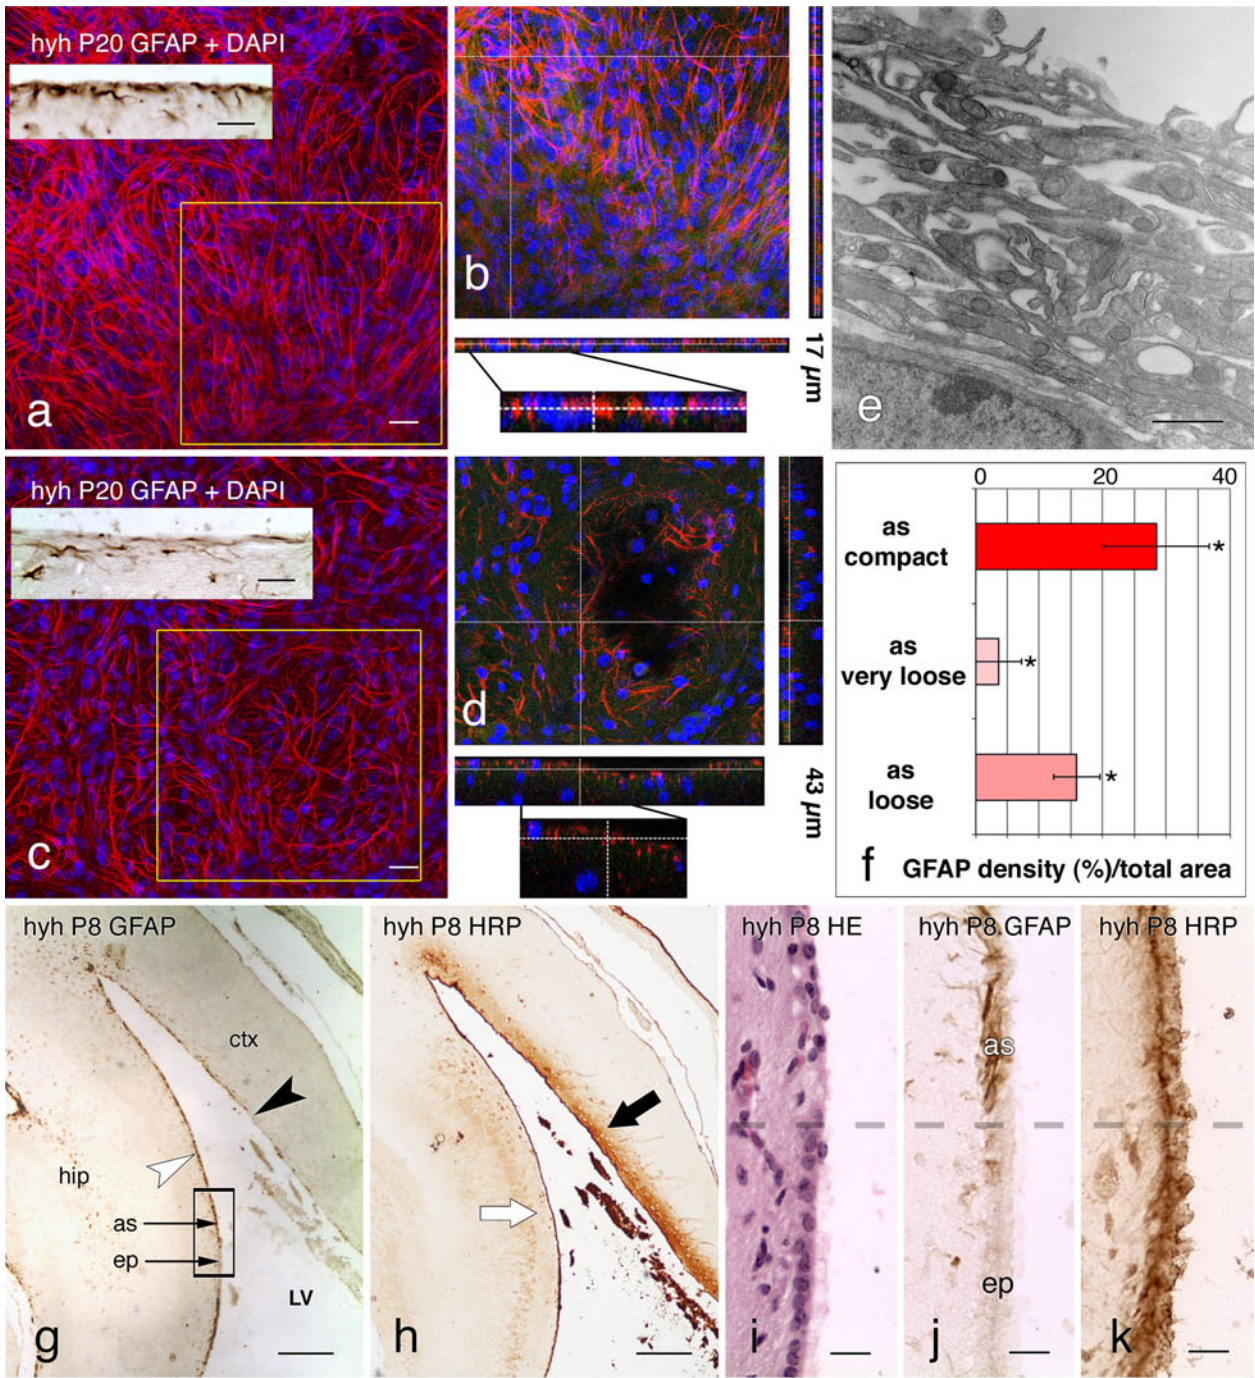 hyh P20 GFAP + DAPI
a
b
17 µm
e
hyh P20 GFAP + DAPI
c
d
43 µm
0 20 40
as
compact
*
as
very loose
*
as
loose
*
f GFAP density (%)/total area
hyh P8 GFAP
ctx
hip
as
ep
LV
g
hyh P8 HRP
h
hyh P8 HE
i
hyh P8 GFAP
as
ep
j
hyh P8 HRP
k